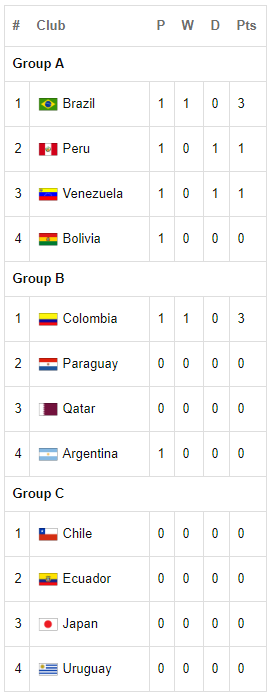 # Club P W D Pts
Group A
1 Brazil 1 1 0 3
2 Peru 1 0 1 1
3 Venezuela 1 0 1 1
4 Bolivia 1 0 0 0
Group B
1 Colombia 1 1 0 3
2 Paraguay 0 0 0 0
3 Qatar 0 0 0 0
4 Argentina 1 0 0 0
Group C
1 Chile 0 0 0 0
2 Ecuador 0 0 0 0
3 Japan 0 0 0 0
4 Uruguay 0 0 0 0